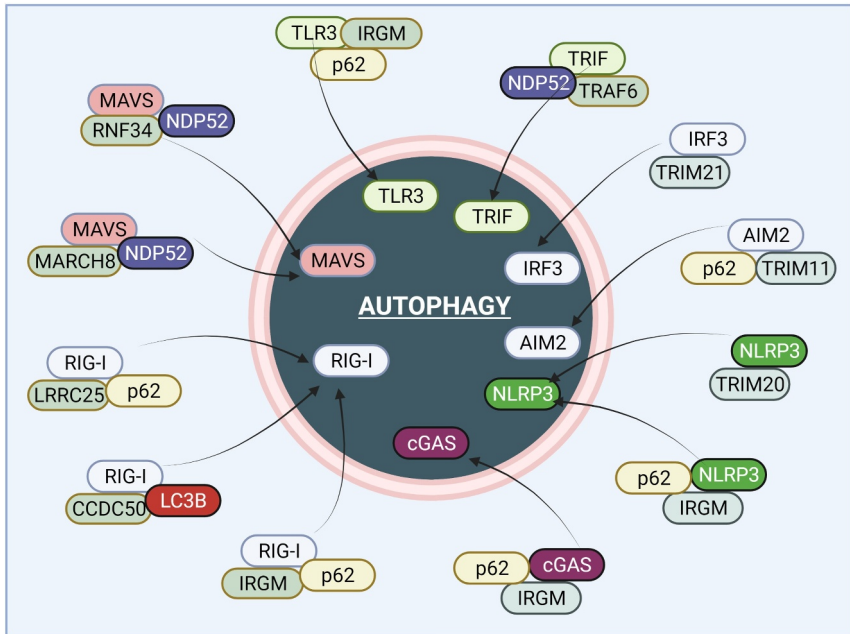 TLR3 IRGM
p62
TRIF
NDP52
TRAF6
MAVS
NDP52
RNF34
IRF3
TRIM21
TLR3
TRIF
MAVS
NDP52
MARCH8
AIM2
p62 TRIM11
MAVS
IRF3
AUTOPHAGY
AIM2
RIG-I
NLRP3
RIG-I
LRRC25 p62
NLRP3
TRIM20
cGAS
RIG-I
CCDC50 LC3B
p62 NLRP3
IRGM
RIG-I
IRGM p62
p62 cGAS
IRGM